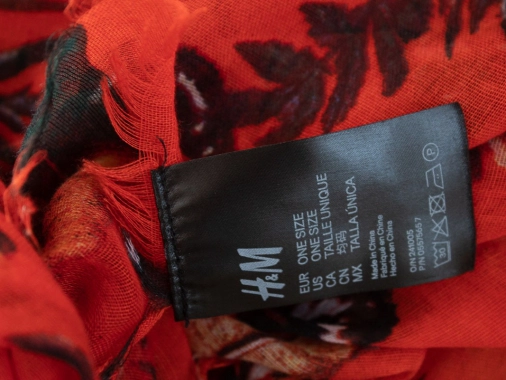 H&M
EUR ONE SIZE
US ONE SIZE
CA TAILLE UNIQUE
CN 均码
MX TALLA ÚNICA
Made in China
Fabriqué en Chine
Hecho en China